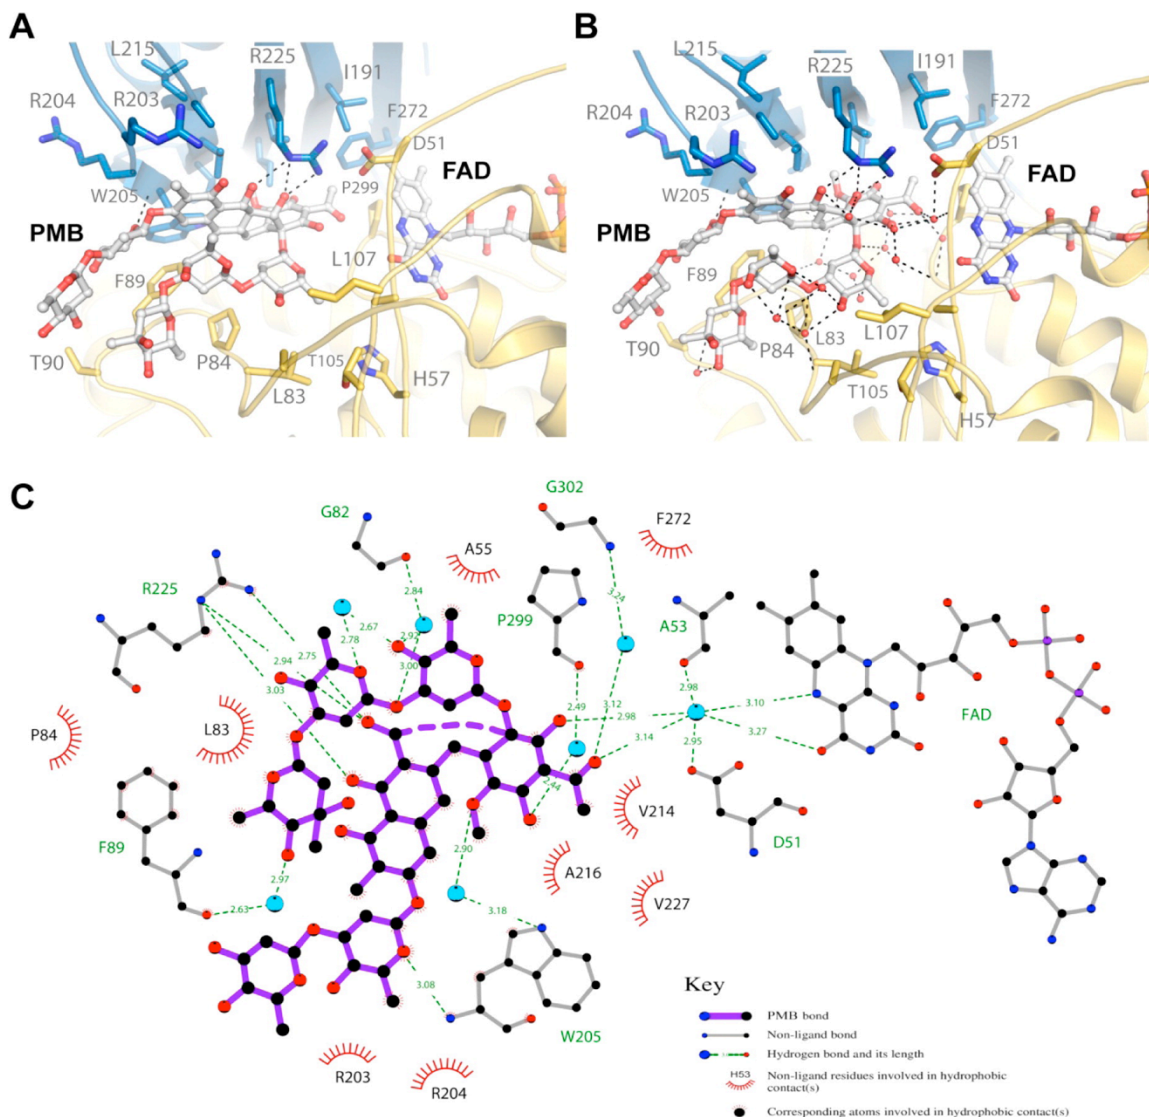 A
L215
R225
I191
R204
R203
F272
D51
FAD
W205
P299
PMB
L107
F89
T90
P84
T105
L83
H57
B
L215
R225
I191
R204
R203
F272
D51
FAD
W205
PMB
F89
L107
T90
P84
L83
T105
H57
C
G302
G82
F272
A55
R225
P299
A53
2.84
3.24
2.67
2.92
2.78
3.00
2.75
2.94
3.03
2.49
3.12
2.98
2.98
3.10
3.14
3.27
2.95
2.44
FAD
P84
L83
V214
D51
F89
2.90
A216
V227
2.97
2.63
3.18
3.08
W205
R203
R204
Key
PMB bond
Non-ligand bond
Hydrogen bond and its length
H53
Non-ligand residues involved in hydrophobic
contact(s)
Corresponding atoms involved in hydrophobic contact(s)